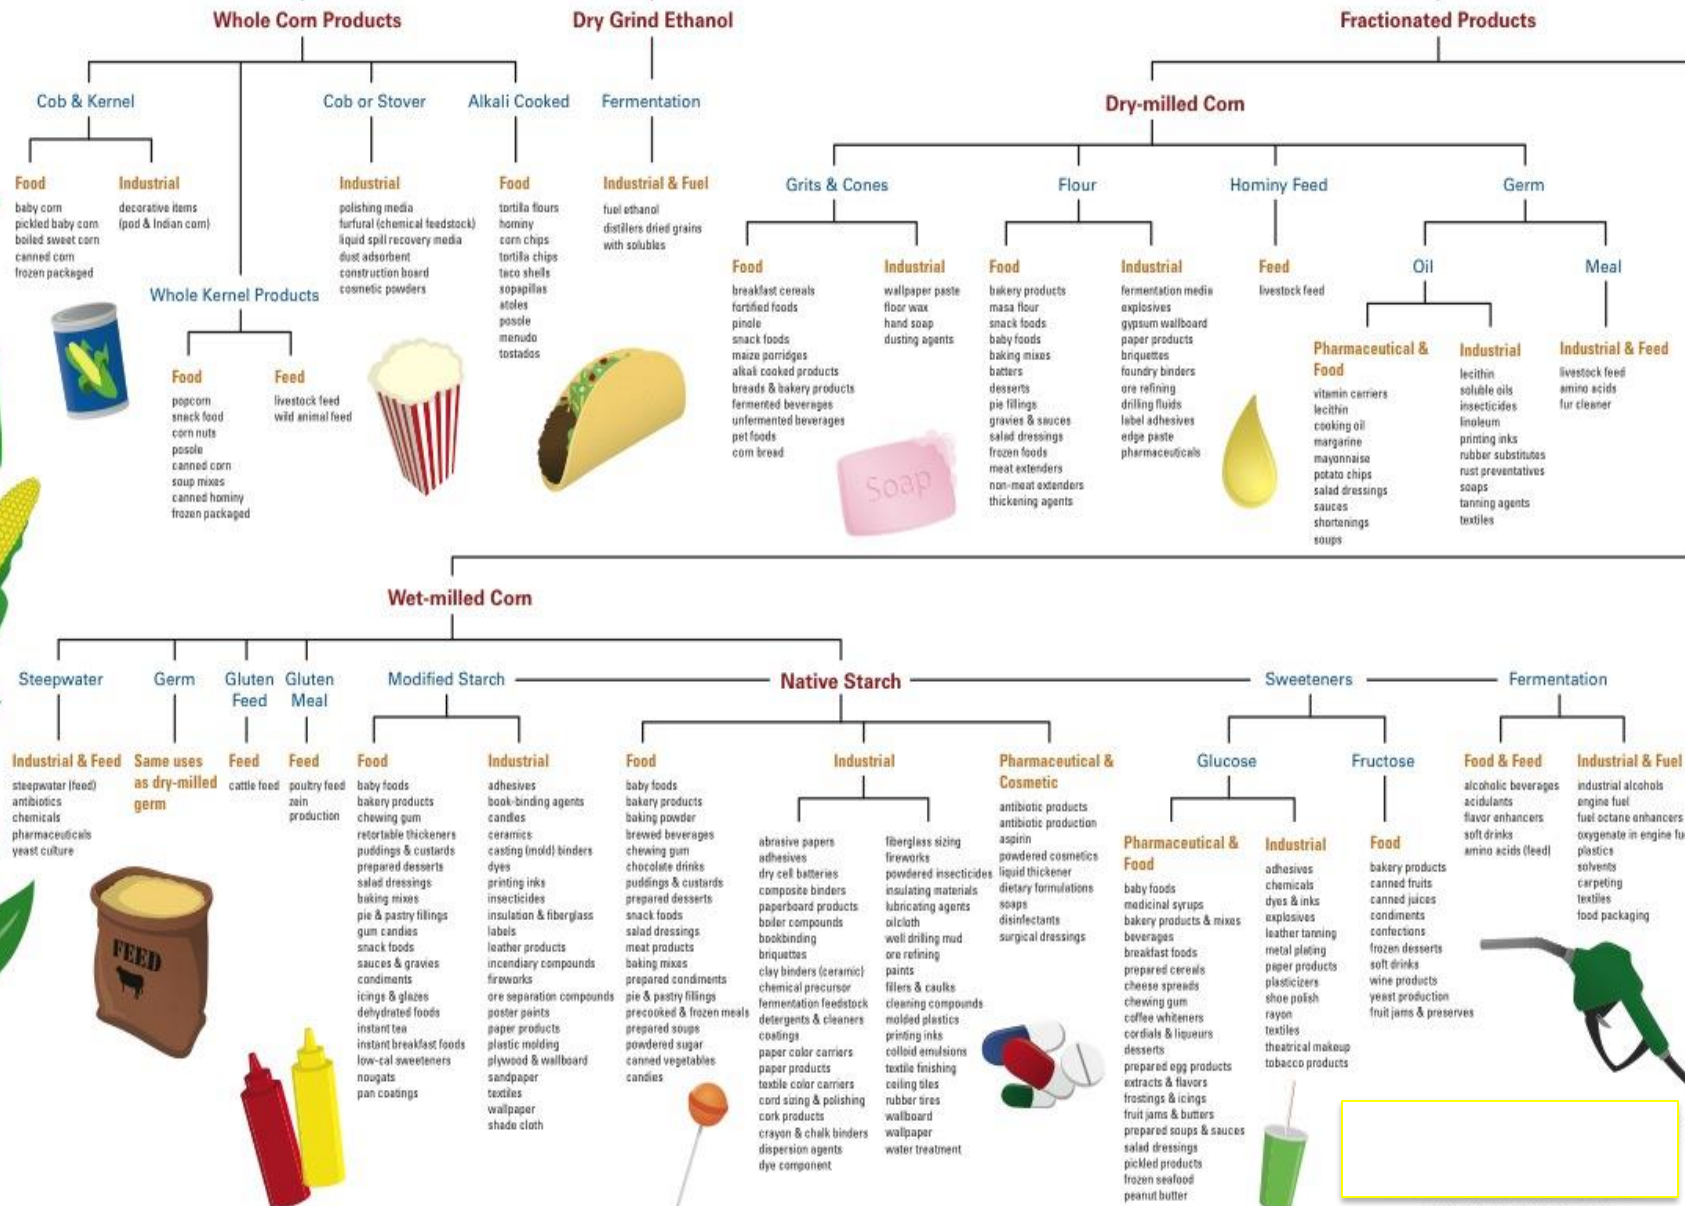 Whole Corn Products
Dry Grind Ethanol
Fractionated Products
Cob & Kernel
Cob or Stover
Alkali Cooked
Fermentation
Dry-milled Corn
Food
baby corn
pickled baby corn
boiled sweet corn
canned corn
frozen packaged
Industrial
decorative items
(pod & Indian corn)
Whole Kernel Products
Food
popcorn
snack food
corn nuts
posole
canned corn
soup mixes
canned hominy
frozen packaged
Feed
livestock feed
wild animal feed
Industrial
polishing media
furfural (chemical feedstock)
liquid spill recovery media
dust adsorbent
construction board
cosmetic powders
Food
tortilla flours
hominy
corn chips
tortilla chips
taco shells
sopapillas
atoles
posole
menudo
tostados
Industrial & Fuel
fuel ethanol
distillers dried grains
with solubles
Grits & Cones
Flour
Hominy Feed
Germ
Food
breakfast cereals
fortified foods
pinole
snack foods
maize porridges
alkali cooked products
breads & bakery products
fermented beverages
unfermented beverages
pet foods
corn bread
Industrial
wallpaper paste
floor wax
hand soap
dusting agents
Soap
Food
bakery products
masa flour
snack foods
baby foods
baking mixes
batters
desserts
pie fillings
gravies & sauces
salad dressings
frozen foods
meat extenders
non-meat extenders
thickening agents
Industrial
fermentation media
explosives
gypsum wallboard
paper products
briquettes
foundry binders
ore refining
drilling fluids
label adhesives
edge paste
pharmaceuticals
Feed
livestock feed
Oil
Meal
Pharmaceutical &
Food
vitamin carriers
lecithin
cooking oil
margarine
mayonnaise
potato chips
salad dressings
sauces
shortenings
soups
Industrial
lecithin
soluble oils
insecticides
linoleum
printing inks
rubber substitutes
rust preventatives
soaps
tanning agents
textiles
Industrial & Feed
livestock feed
amino acids
fur cleaner
Wet-milled Corn
Steepwater
Germ
Gluten
Feed
Gluten
Meal
Modified Starch
Native Starch
Sweeteners
Fermentation
Industrial & Feed
steepwater (feed)
antibiotics
chemicals
pharmaceuticals
yeast culture
Same uses
as dry-milled
germ
Feed
cattle feed
Feed
poultry feed
zein
production
FEED
Food
baby foods
bakery products
chewing gum
retortable thickeners
puddings & custards
prepared desserts
salad dressings
baking mixes
pie & pastry fillings
gum candies
snack foods
sauces & gravies
condiments
icings & glazes
dehydrated foods
instant tea
instant breakfast foods
low-cal sweeteners
nougats
pan coatings
Industrial
adhesives
book-binding agents
candles
ceramics
casting (mold) binders
dyes
printing inks
insecticides
insulation & fiberglass
labels
leather products
incendiary compounds
fireworks
ore separation compounds
poster paints
paper products
plastic molding
plywood & wallboard
sandpaper
textiles
wallpaper
shade cloth
Food
baby foods
bakery products
baking powder
brewed beverages
chewing gum
chocolate drinks
puddings & custards
prepared desserts
snack foods
salad dressings
meat products
baking mixes
prepared condiments
pie & pastry fillings
precooked & frozen meals
prepared soups
powdered sugar
canned vegetables
candies
Industrial
abrasive papers
adhesives
dry cell batteries
composite binders
paperboard products
boiler compounds
bookbinding
briquettes
clay binders (ceramic)
chemical precursor
fermentation feedstock
detergents & cleaners
coatings
paper color carriers
paper products
textile color carriers
cord sizing & polishing
cork products
crayon & chalk binders
dispersion agents
dye component
fiberglass sizing
fireworks
powdered insecticides
insulating materials
lubricating agents
oilcloth
well drilling mud
ore refining
paints
fillers & caulks
cleaning compounds
molded plastics
printing inks
colloid emulsions
textile finishing
ceiling tiles
rubber tires
wallboard
wallpaper
water treatment
Pharmaceutical &
Cosmetic
antibiotic products
antibiotic production
aspirin
powdered cosmetics
liquid thickener
dietary formulations
soaps
disinfectants
surgical dressings
Glucose
Fructose
Pharmaceutical &
Food
baby foods
medicinal syrups
bakery products & mixes
beverages
breakfast foods
prepared cereals
cheese spreads
chewing gum
coffee whiteners
cordials & liqueurs
desserts
prepared egg products
extracts & flavors
frostings & icings
fruit jams & butters
prepared soups & sauces
salad dressings
pickled products
frozen seafood
peanut butter
Industrial
adhesives
chemicals
dyes & inks
explosives
leather tanning
metal plating
paper products
plasticizers
shoe polish
rayon
textiles
theatrical makeup
tobacco products
Food
bakery products
canned fruits
canned juices
condiments
confections
frozen desserts
soft drinks
wine products
yeast production
fruit jams & preserves
Food & Feed
alcoholic beverages
acidulants
flavor enhancers
soft drinks
amino acids (feed)
Industrial & Fuel
industrial alcohols
engine fuel
fuel octane enhancers
oxygenate in engine fu
plastics
solvents
carpeting
textiles
food packaging